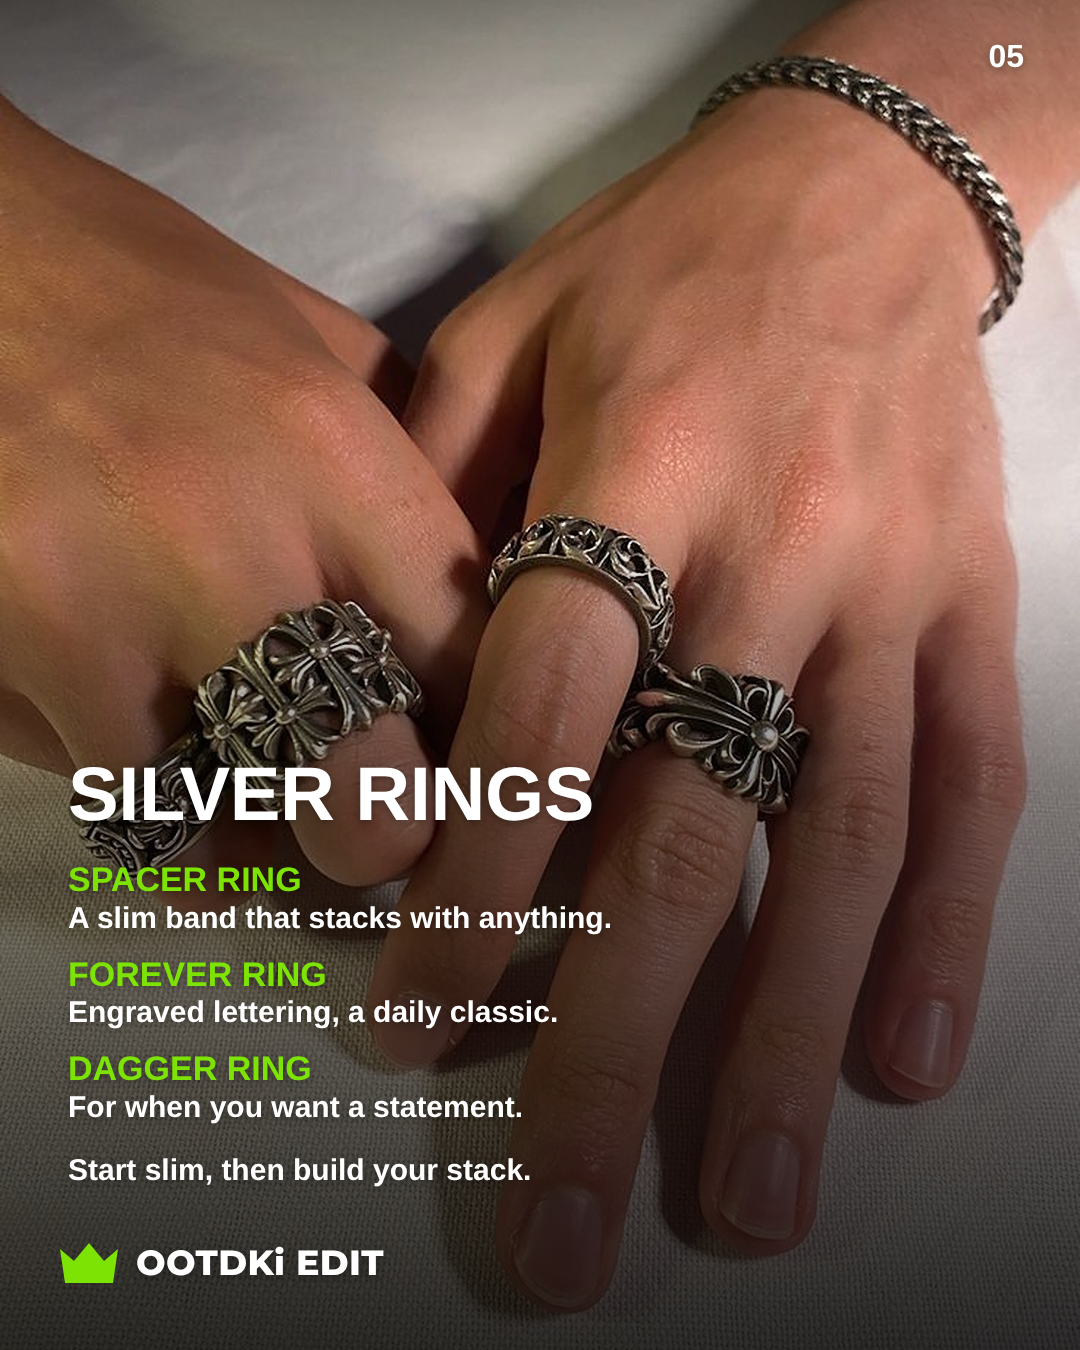 05
SILVER RINGS
SPACER RING
A slim band that stacks with anything.
FOREVER RING
Engraved lettering, a daily classic.
DAGGER RING
For when you want a statement.
Start slim, then build your stack.
OOTDKi EDIT